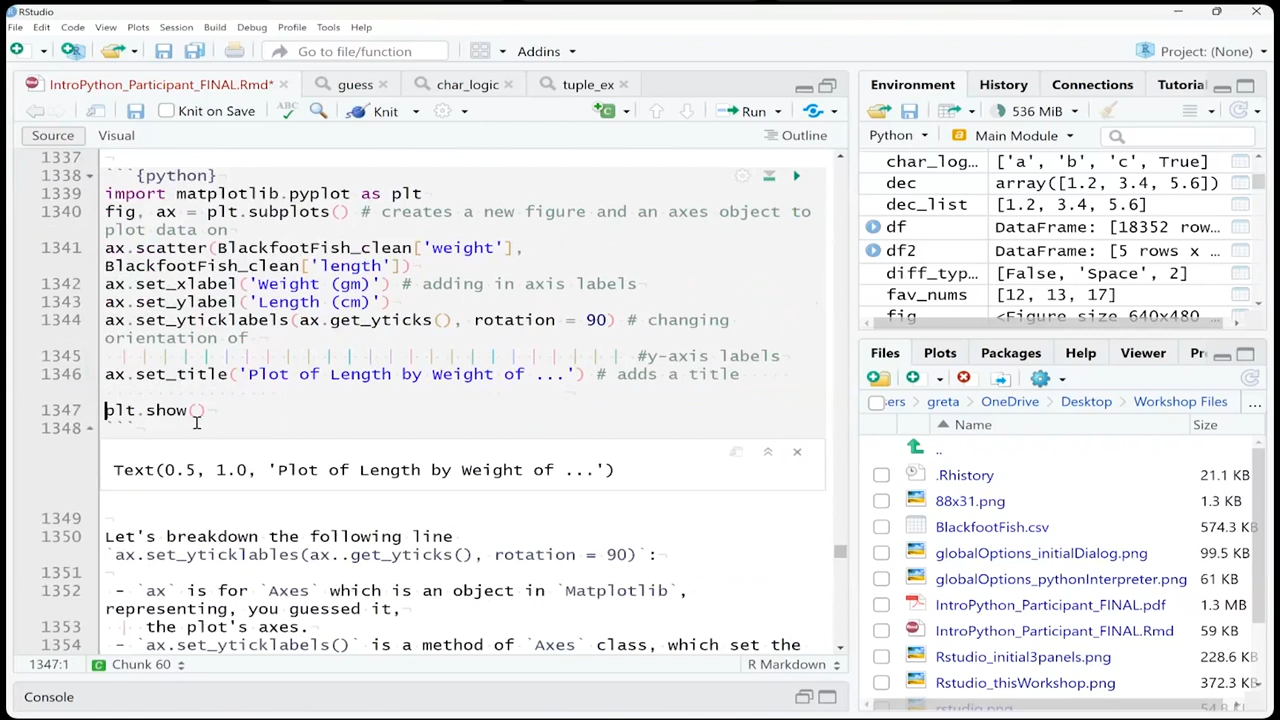 RStudio
File Edit Code View Plots Session Build Debug Profile Tools Help
Go to file/function Addins Project: (None)
IntroPython_Participant_FINAL.Rmd* guess char_logic tuple_ex
Knit on Save ABC Knit Run
Source Visual Outline
1337
1338 ```{python}
1339 import matplotlib.pyplot as plt
1340 fig, ax = plt.subplots() # creates a new figure and an axes object to
plot data on
1341 ax.scatter(BlackfootFish_clean['weight'],
BlackfootFish_clean['length'])
1342 ax.set_xlabel('Weight (gm)') # adding in axis labels
1343 ax.set_ylabel('Length (cm)')
1344 ax.set_yticklabels(ax.get_yticks(), rotation = 90) # changing
orientation of
1345 #y-axis labels
1346 ax.set_title('Plot of Length by Weight of ...') # adds a title
1347 plt.show()
1348 ```
Text(0.5, 1.0, 'Plot of Length by Weight of ...')
1349
1350 Let's breakdown the following line
`ax.set_yticklables(ax..get_yticks(), rotation = 90)`:
1351
1352 - `ax` is for `Axes` which is an object in `Matplotlib`,
representing, you guessed it,
1353 the plot's axes.
1354 - `ax.set_yticklabels()` is a method of `Axes` class, which set the
1347:1 Chunk 60 R Markdown
Console
Environment History Connections Tutorial
536 MiB
Python Main Module
char_log... ['a', 'b', 'c', True]
dec array([1.2, 3.4, 5.6])
dec_list [1.2, 3.4, 5.6]
df DataFrame: [18352 row...
df2 DataFrame: [5 rows x ...
diff_typ... [False, 'Space', 2]
fav_nums [12, 13, 17]
fig <Figure size 640x480 ...
Files Plots Packages Help Viewer Pr
ers greta OneDrive Desktop Workshop Files ...
Name Size
..
.Rhistory 21.1 KB
88x31.png 1.3 KB
BlackfootFish.csv 574.3 KB
globalOptions_initialDialog.png 99.5 KB
globalOptions_pythonInterpreter.png 61 KB
IntroPython_Participant_FINAL.pdf 1.3 MB
IntroPython_Participant_FINAL.Rmd 59 KB
Rstudio_initial3panels.png 228.6 KB
Rstudio_thisWorkshop.png 372.3 KB
rstudio.png 54.8 KB